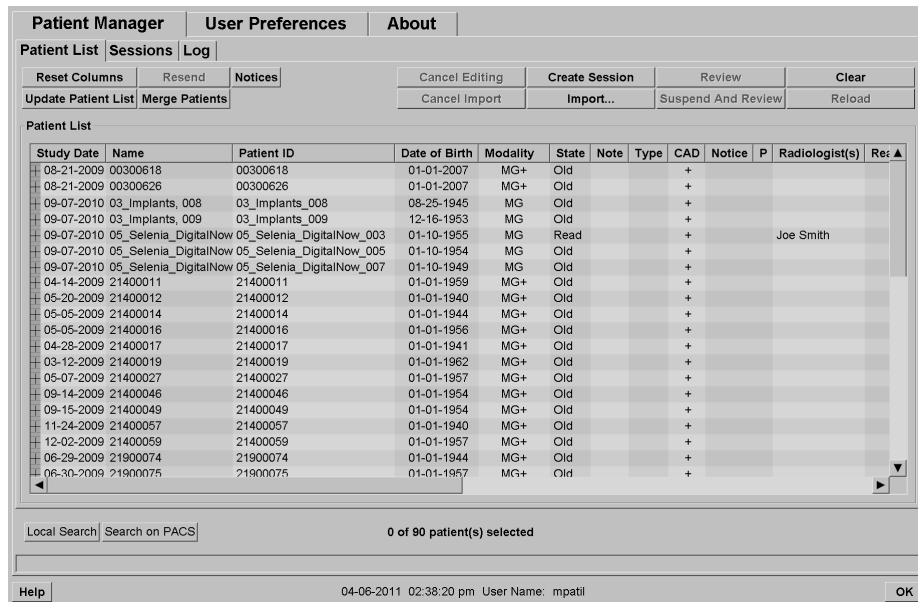 Patient Manager User Preferences About
Patient List Sessions Log
Reset Columns Resend Notices Cancel Editing Create Session Review Clear
Update Patient List Merge Patients Cancel Import Import... Suspend And Review Reload
Patient List
Study Date Name Patient ID Date of Birth Modality State Note Type CAD Notice P Radiologist(s) Rea
08-21-2009 00300618 00300618 01-01-2007 MG+ Old +
08-21-2009 00300626 00300626 01-01-2007 MG+ Old +
09-07-2010 03_Implants, 008 03_Implants_008 08-25-1945 MG Old +
09-07-2010 03_Implants, 009 03_Implants_009 12-16-1953 MG Old +
09-07-2010 05_Selenia_DigitalNow 05_Selenia_DigitalNow_003 01-10-1955 MG Read + Joe Smith
09-07-2010 05_Selenia_DigitalNow 05_Selenia_DigitalNow_005 01-10-1954 MG Old +
09-07-2010 05_Selenia_DigitalNow 05_Selenia_DigitalNow_007 01-10-1949 MG Old +
04-14-2009 21400011 21400011 01-01-1959 MG+ Old +
05-20-2009 21400012 21400012 01-01-1940 MG+ Old +
05-05-2009 21400014 21400014 01-01-1944 MG+ Old +
05-05-2009 21400016 21400016 01-01-1956 MG+ Old +
04-28-2009 21400017 21400017 01-01-1941 MG+ Old +
03-12-2009 21400019 21400019 01-01-1962 MG+ Old +
05-07-2009 21400027 21400027 01-01-1957 MG+ Old +
09-14-2009 21400046 21400046 01-01-1954 MG+ Old +
09-15-2009 21400049 21400049 01-01-1954 MG+ Old +
11-24-2009 21400057 21400057 01-01-1940 MG+ Old +
12-02-2009 21400059 21400059 01-01-1957 MG+ Old +
06-29-2009 21900074 21900074 01-01-1944 MG+ Old +
06-30-2009 21900075 21900075 01-01-1957 MG+ Old +
Local Search Search on PACS 0 of 90 patient(s) selected
Help 04-06-2011 02:38:20 pm User Name: mpatil OK